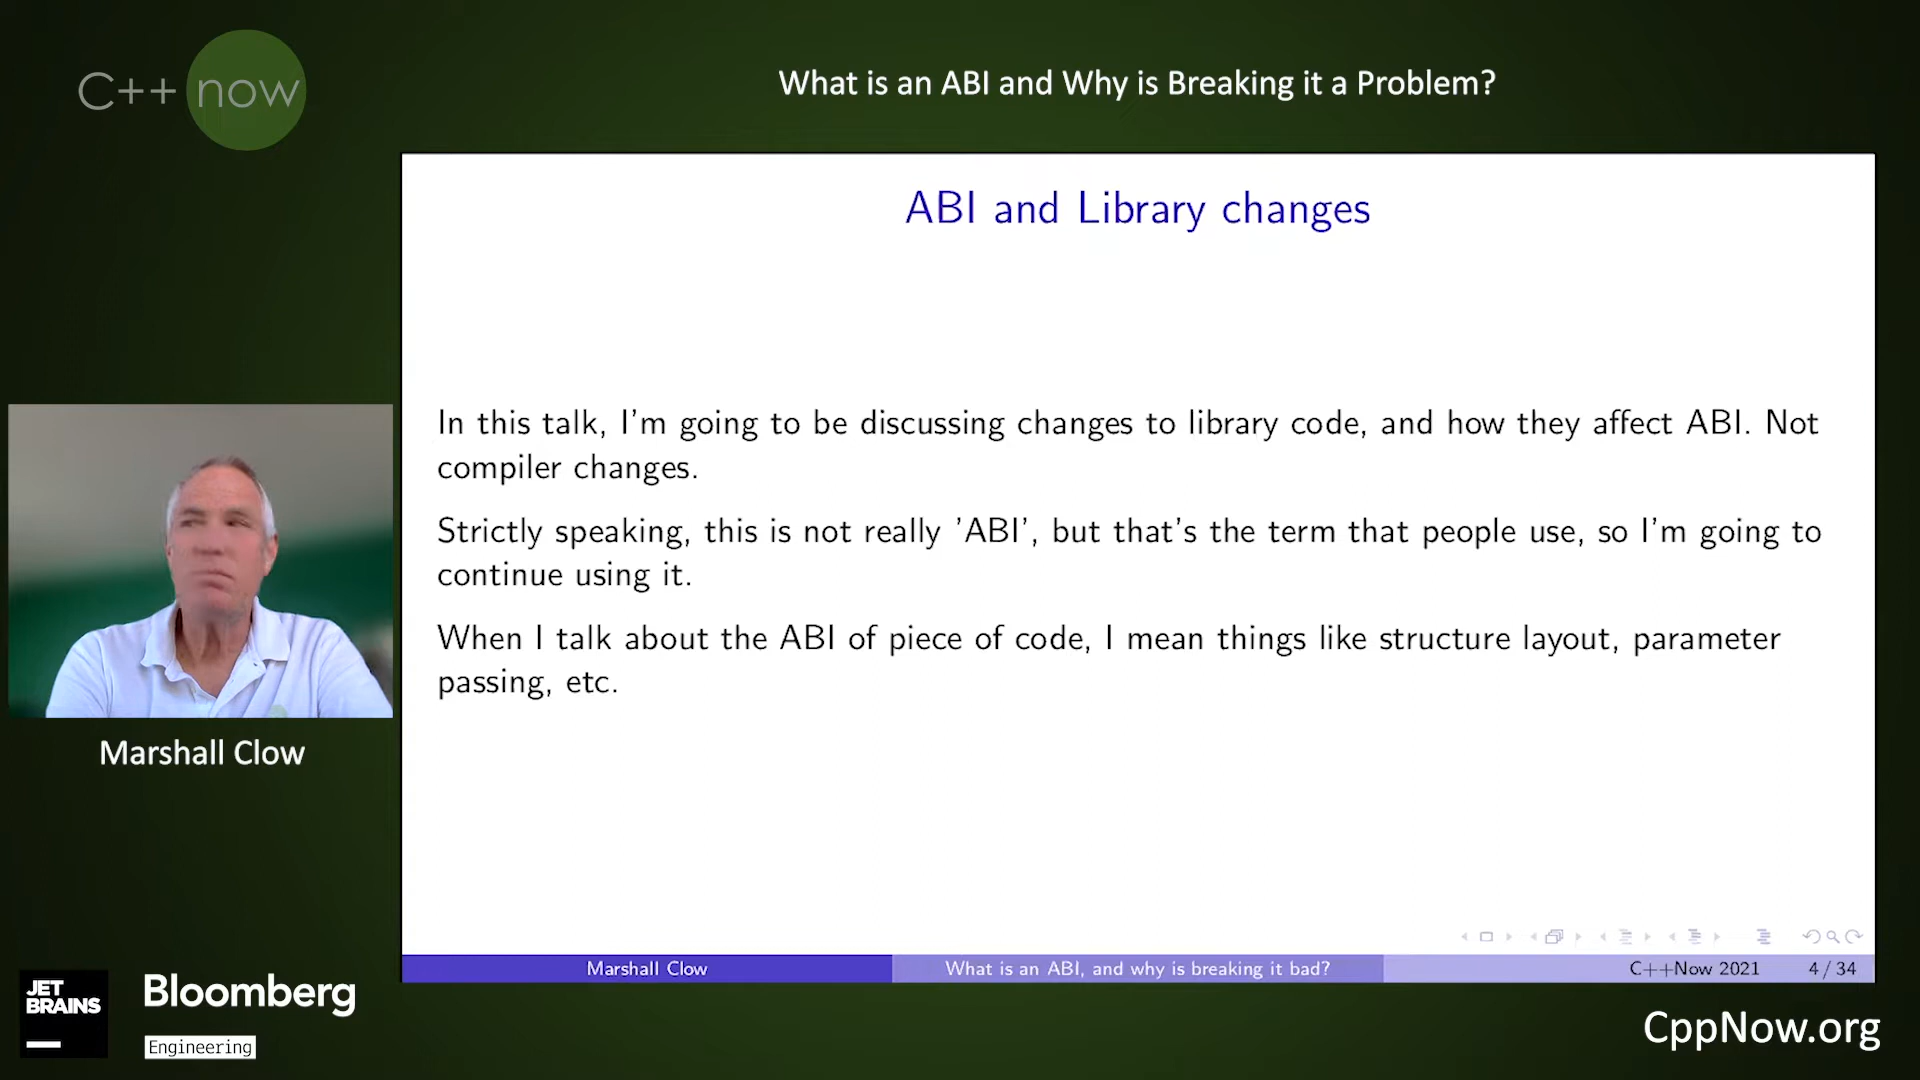 C++ now
What is an ABI and Why is Breaking it a Problem?
ABI and Library changes
In this talk, I'm going to be discussing changes to library code, and how they affect ABI. Not
compiler changes.
Strictly speaking, this is not really 'ABI', but that's the term that people use, so I'm going to
continue using it.
When I talk about the ABI of piece of code, I mean things like structure layout, parameter
passing, etc.
Marshall Clow
Marshall Clow What is an ABI, and why is breaking it bad? C++Now 2021 4 / 34
JET
BRAINS
Bloomberg
Engineering
CppNow.org